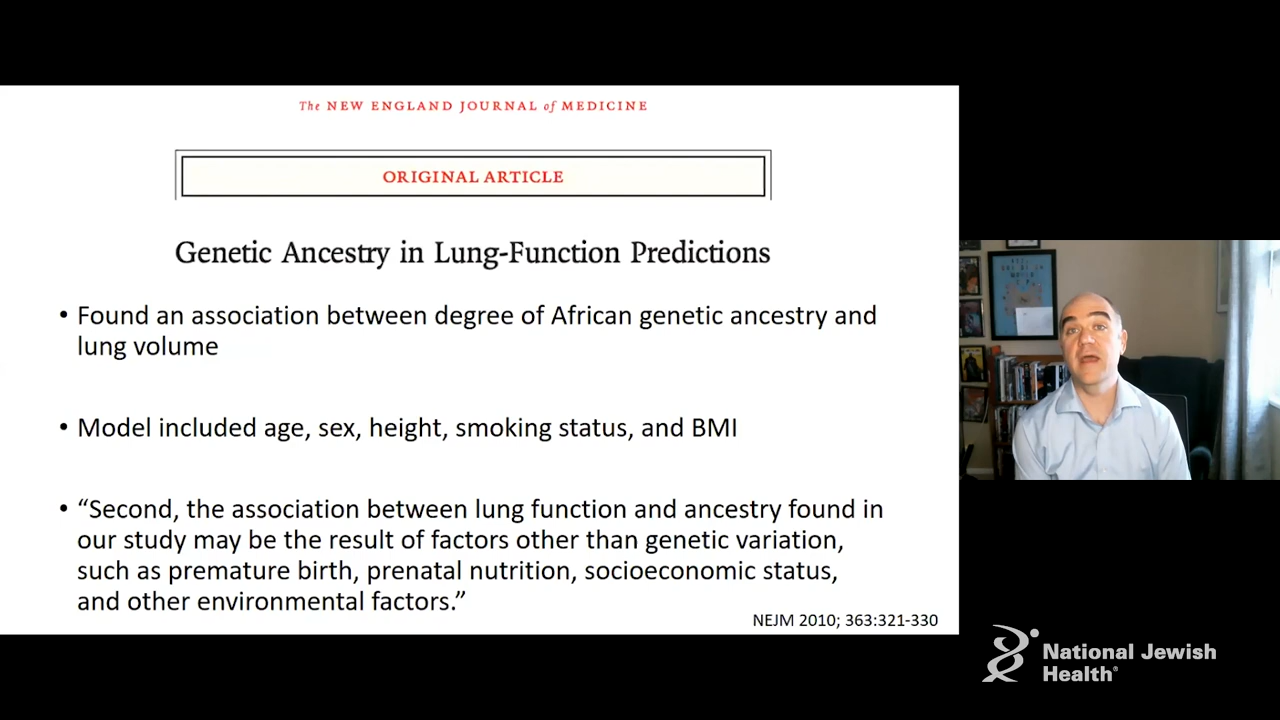 The NEW ENGLAND JOURNAL of MEDICINE
ORIGINAL ARTICLE
Genetic Ancestry in Lung-Function Predictions
• Found an association between degree of African genetic ancestry and
lung volume
• Model included age, sex, height, smoking status, and BMI
• “Second, the association between lung function and ancestry found in
our study may be the result of factors other than genetic variation,
such as premature birth, prenatal nutrition, socioeconomic status,
and other environmental factors.”
NEJM 2010; 363:321-330
National Jewish
Health®